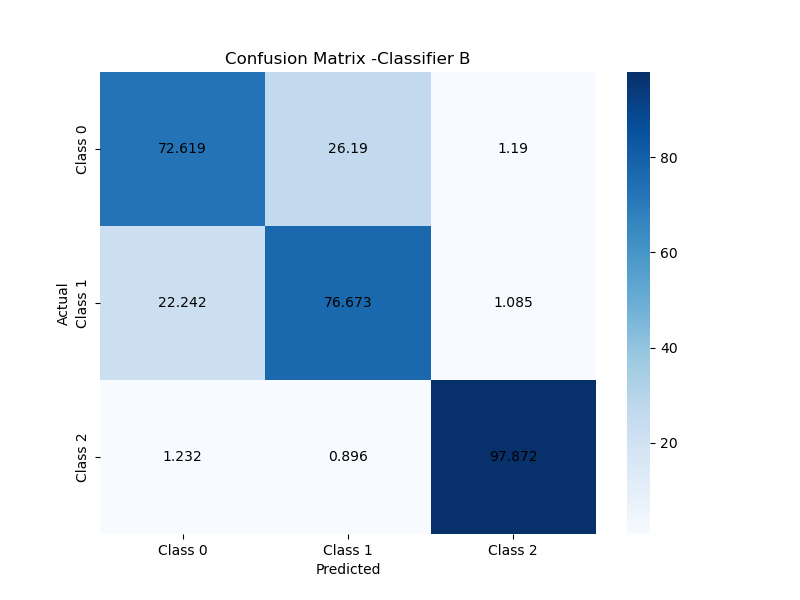 Confusion Matrix -Classifier B
Class 0
72.619 26.19 1.19
80
60
Actual
Class 1
22.242 76.673 1.085
40
20
Class 2
1.232 0.896 97.872
Class 0 Class 1 Class 2
Predicted